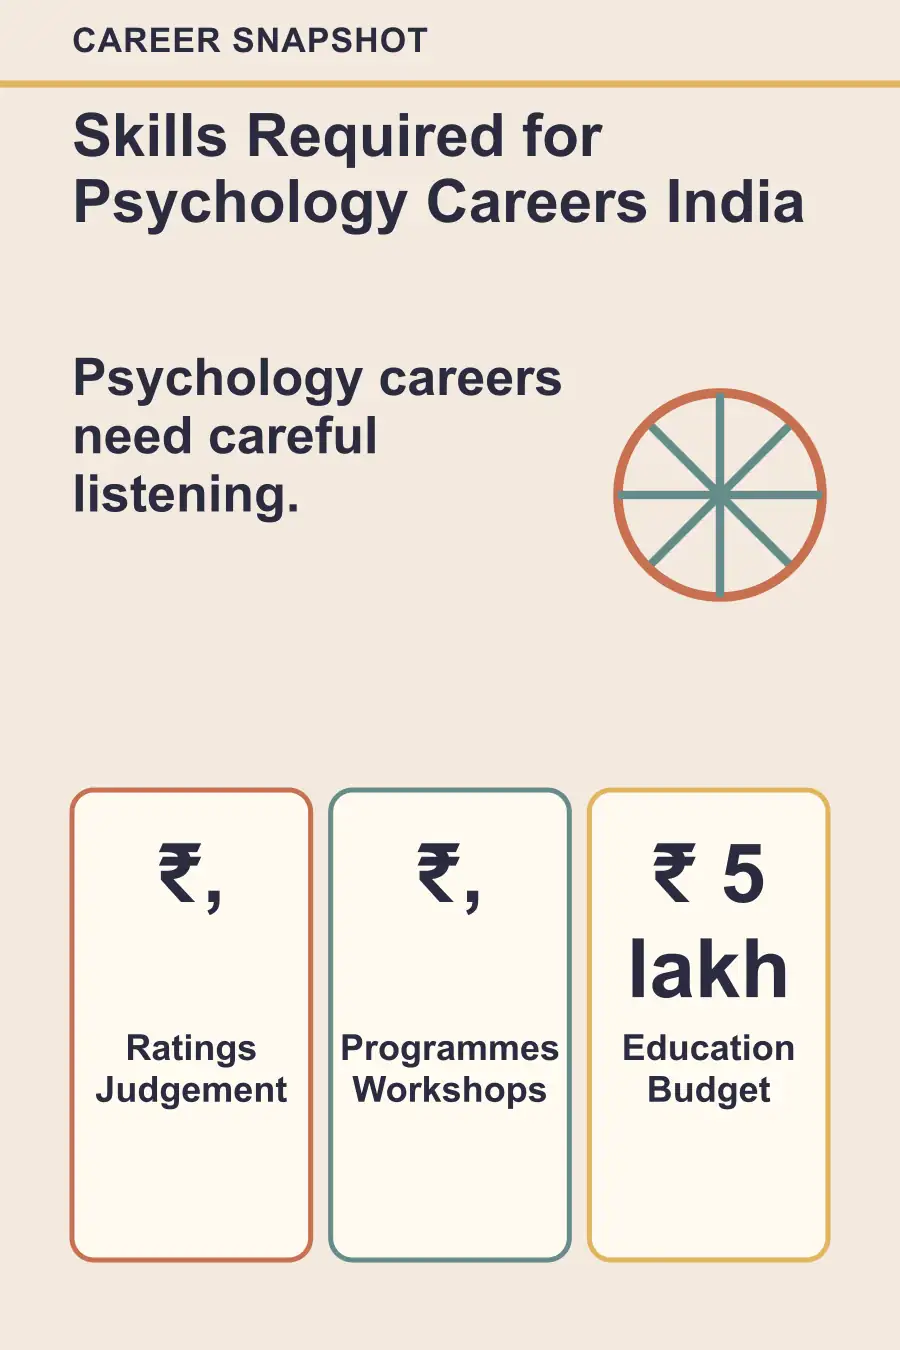 CAREER SNAPSHOT
Skills Required for
Psychology Careers India
Psychology careers
need careful
listening.
₹,
Ratings
Judgement
₹,
Programmes
Workshops
₹ 5
lakh
Education
Budget